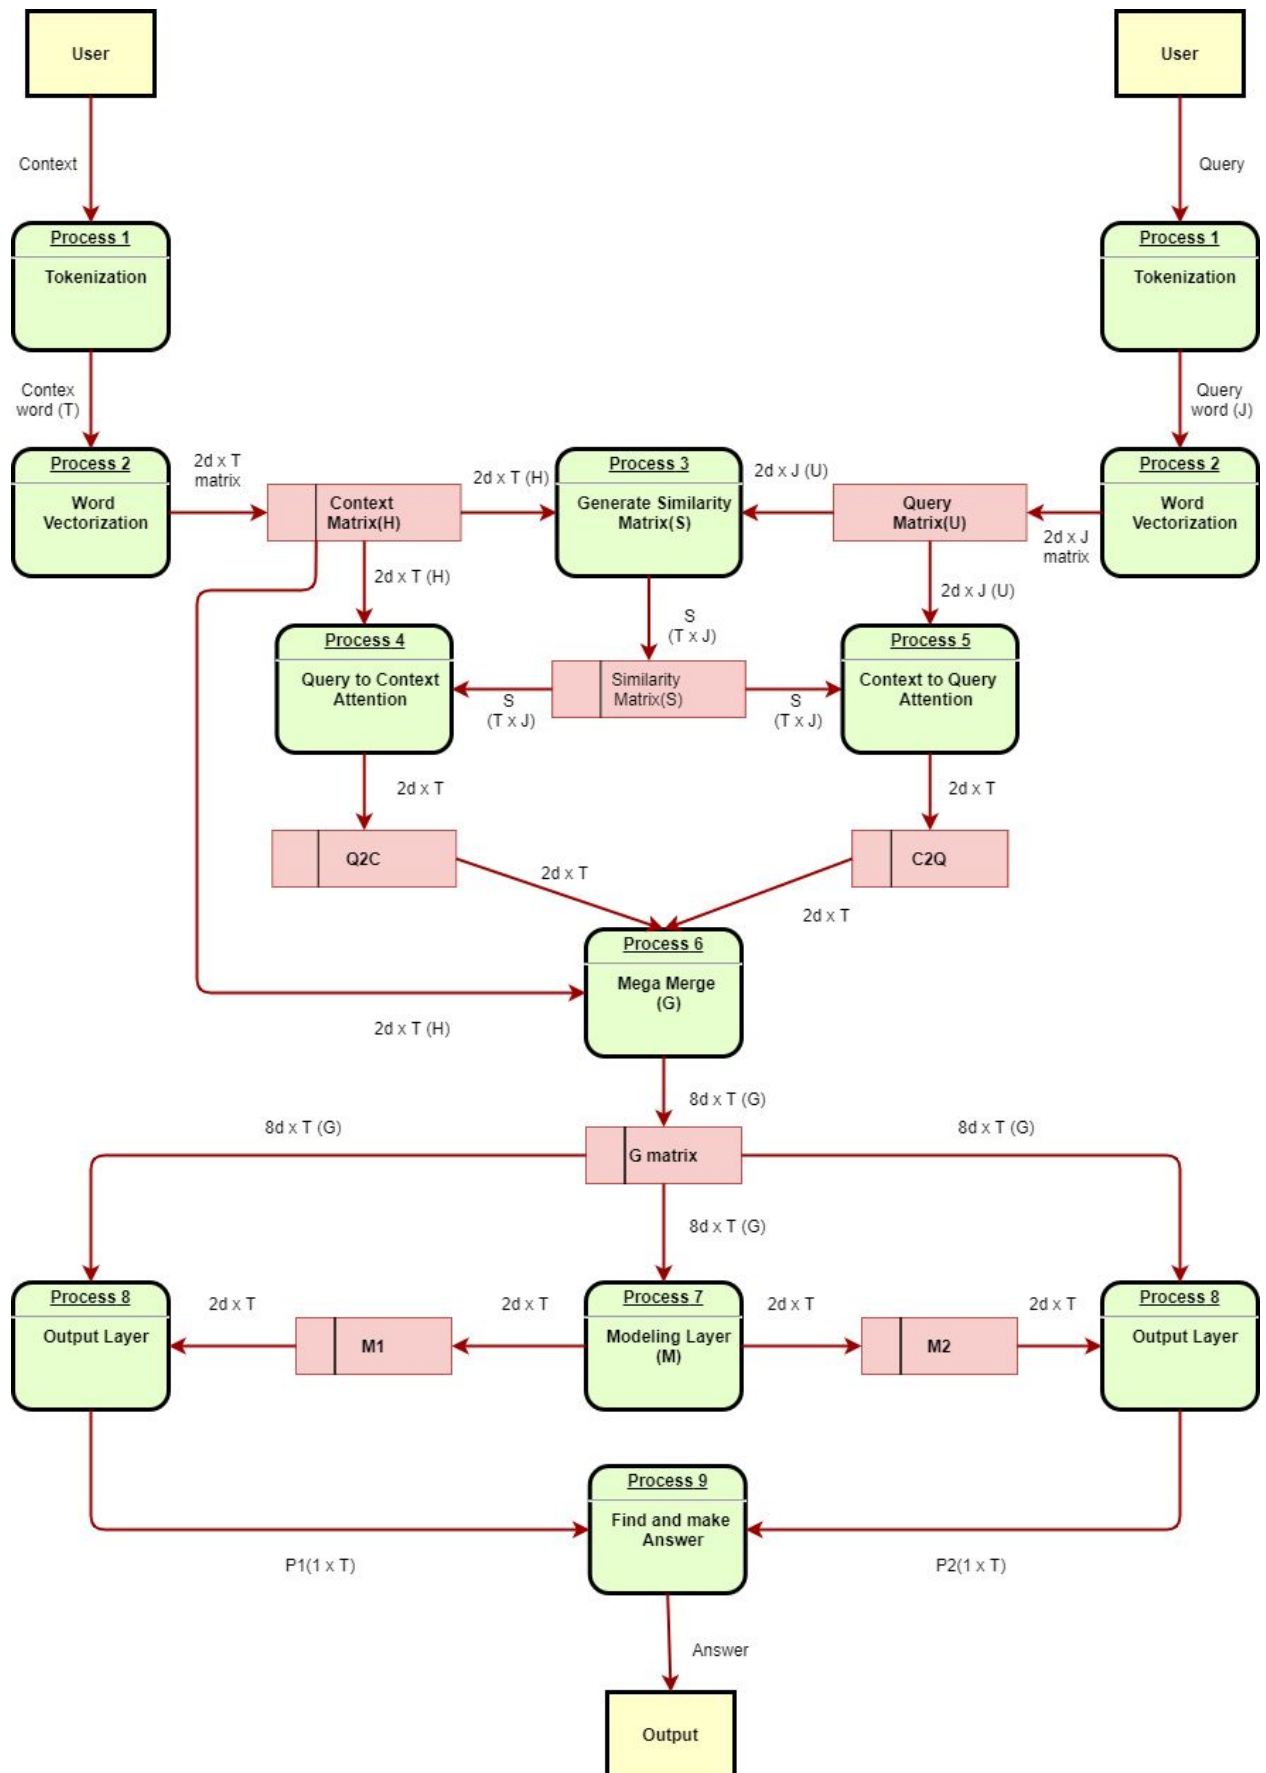 User
User
Context
Query
Process 1
Tokenization
Process 1
Tokenization
Contex
word (T)
Query
word (J)
Process 2
Word
Vectorization
2d x T
matrix
Context
Matrix(H)
2d x T (H)
Process 3
Generate Similarity
Matrix(S)
2d x J (U)
Query
Matrix(U)
2d x J
matrix
Process 2
Word
Vectorization
2d x T (H)
2d x J (U)
S
(T x J)
Process 4
Query to Context
Attention
S
(T x J)
Similarity
Matrix(S)
S
(T x J)
Process 5
Context to Query
Attention
2d x T
2d x T
Q2C
C2Q
2d x T
2d x T
Process 6
Mega Merge
(G)
2d x T (H)
8d x T (G)
8d x T (G)
8d x T (G)
G matrix
8d x T (G)
Process 8
Output Layer
2d x T
M1
2d x T
Process 7
Modeling Layer
(M)
2d x T
M2
2d x T
Process 8
Output Layer
Process 9
Find and make
Answer
P1(1 x T)
P2(1 x T)
Answer
Output